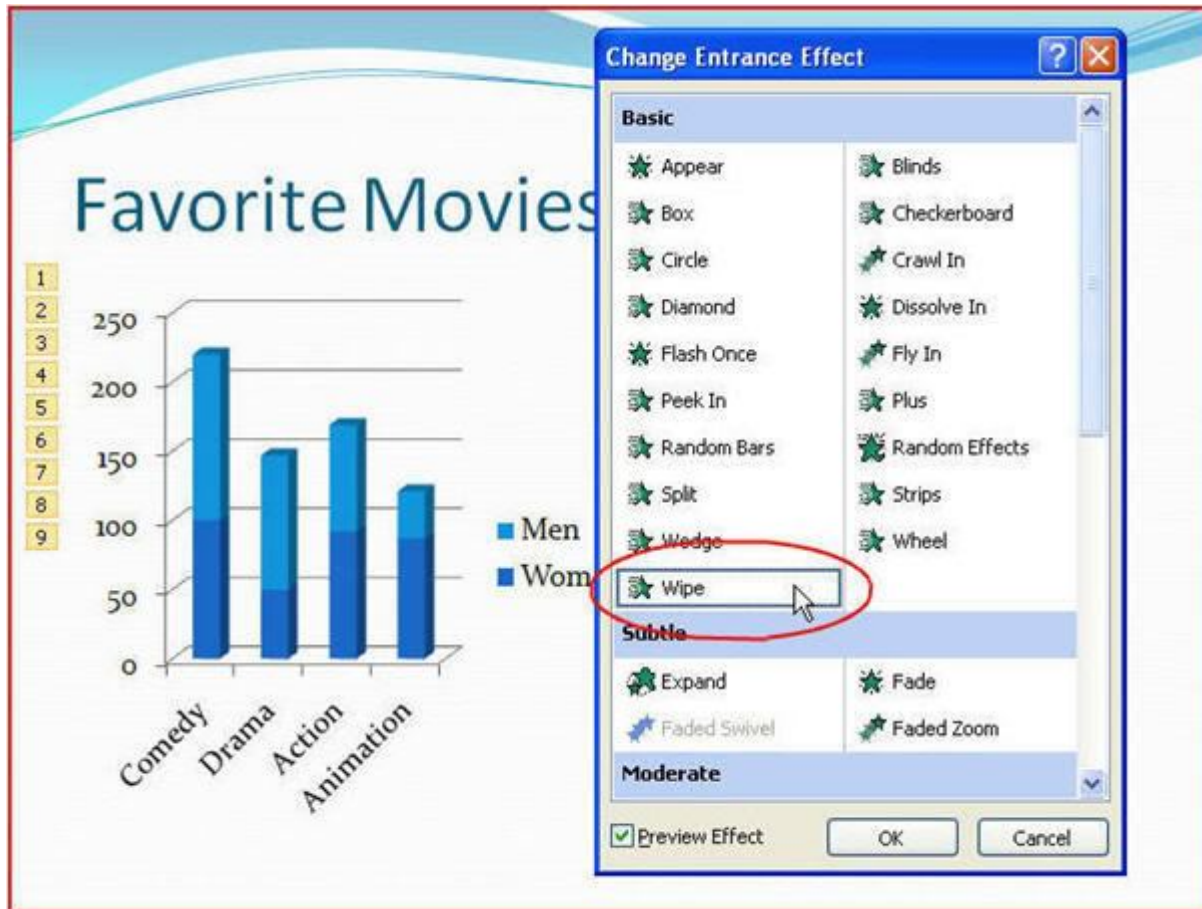 Favorite Movies
1
2
3
4
5
6
7
8
9
250
200
150
100
50
0
Comedy
Drama
Action
Animation
Men
Wom
Change Entrance Effect
Basic
Appear
Blinds
Box
Checkerboard
Circle
Crawl In
Diamond
Dissolve In
Flash Once
Fly In
Peek In
Plus
Random Bars
Random Effects
Split
Strips
Wedge
Wheel
Wipe
Subtle
Expand
Fade
Faded Swivel
Faded Zoom
Moderate
Preview Effect
OK
Cancel